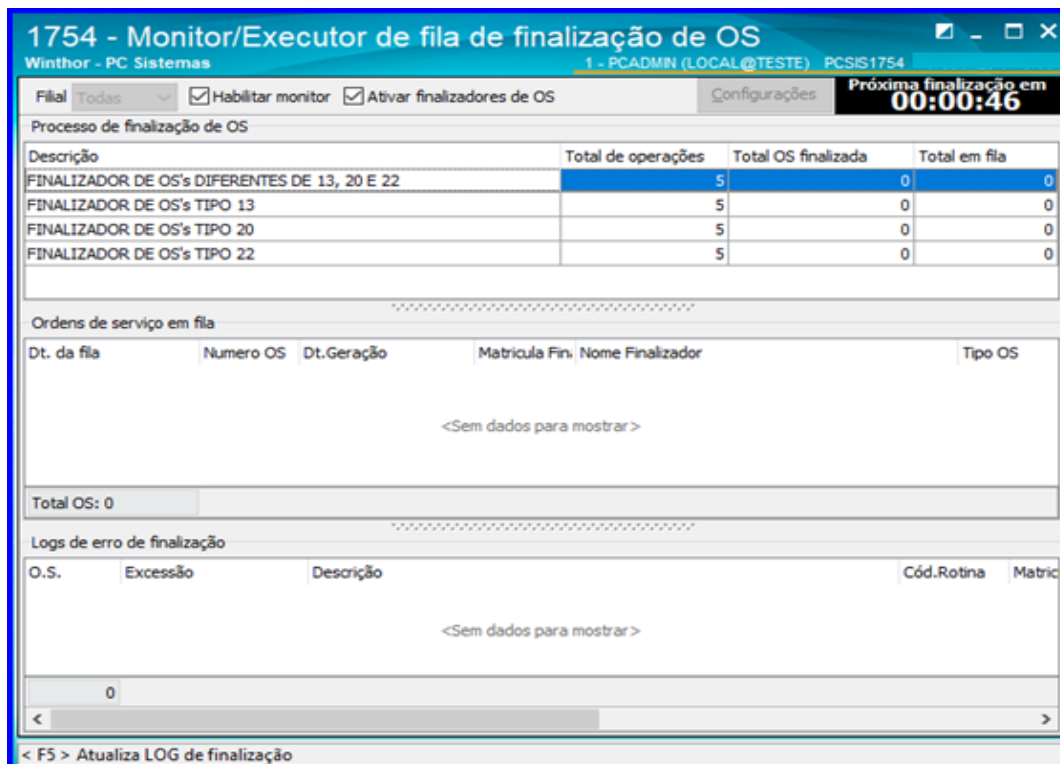 1754 - Monitor/Executor de fila de finalização de OS
Winthor - PC Sistemas 1 - PCADMIN (LOCAL@TESTE) PCSIS1754
Filial Todas Habilitar monitor Ativar finalizadores de OS Configurações Próxima finalização em
00:00:46
Processo de finalização de OS
Descrição Total de operações Total OS finalizada Total em fila
FINALIZADOR DE OS's DIFERENTES DE 13, 20 E 22 5 0 0
FINALIZADOR DE OS's TIPO 13 5 0 0
FINALIZADOR DE OS's TIPO 20 5 0 0
FINALIZADOR DE OS's TIPO 22 5 0 0
Ordens de serviço em fila
Dt. da fila Numero OS Dt.Geração Matricula Fin. Nome Finalizador Tipo OS
<Sem dados para mostrar>
Total OS: 0
Logs de erro de finalização
O.S. Excessão Descrição Cód.Rotina Matric
<Sem dados para mostrar>
0
< F5 > Atualiza LOG de finalização